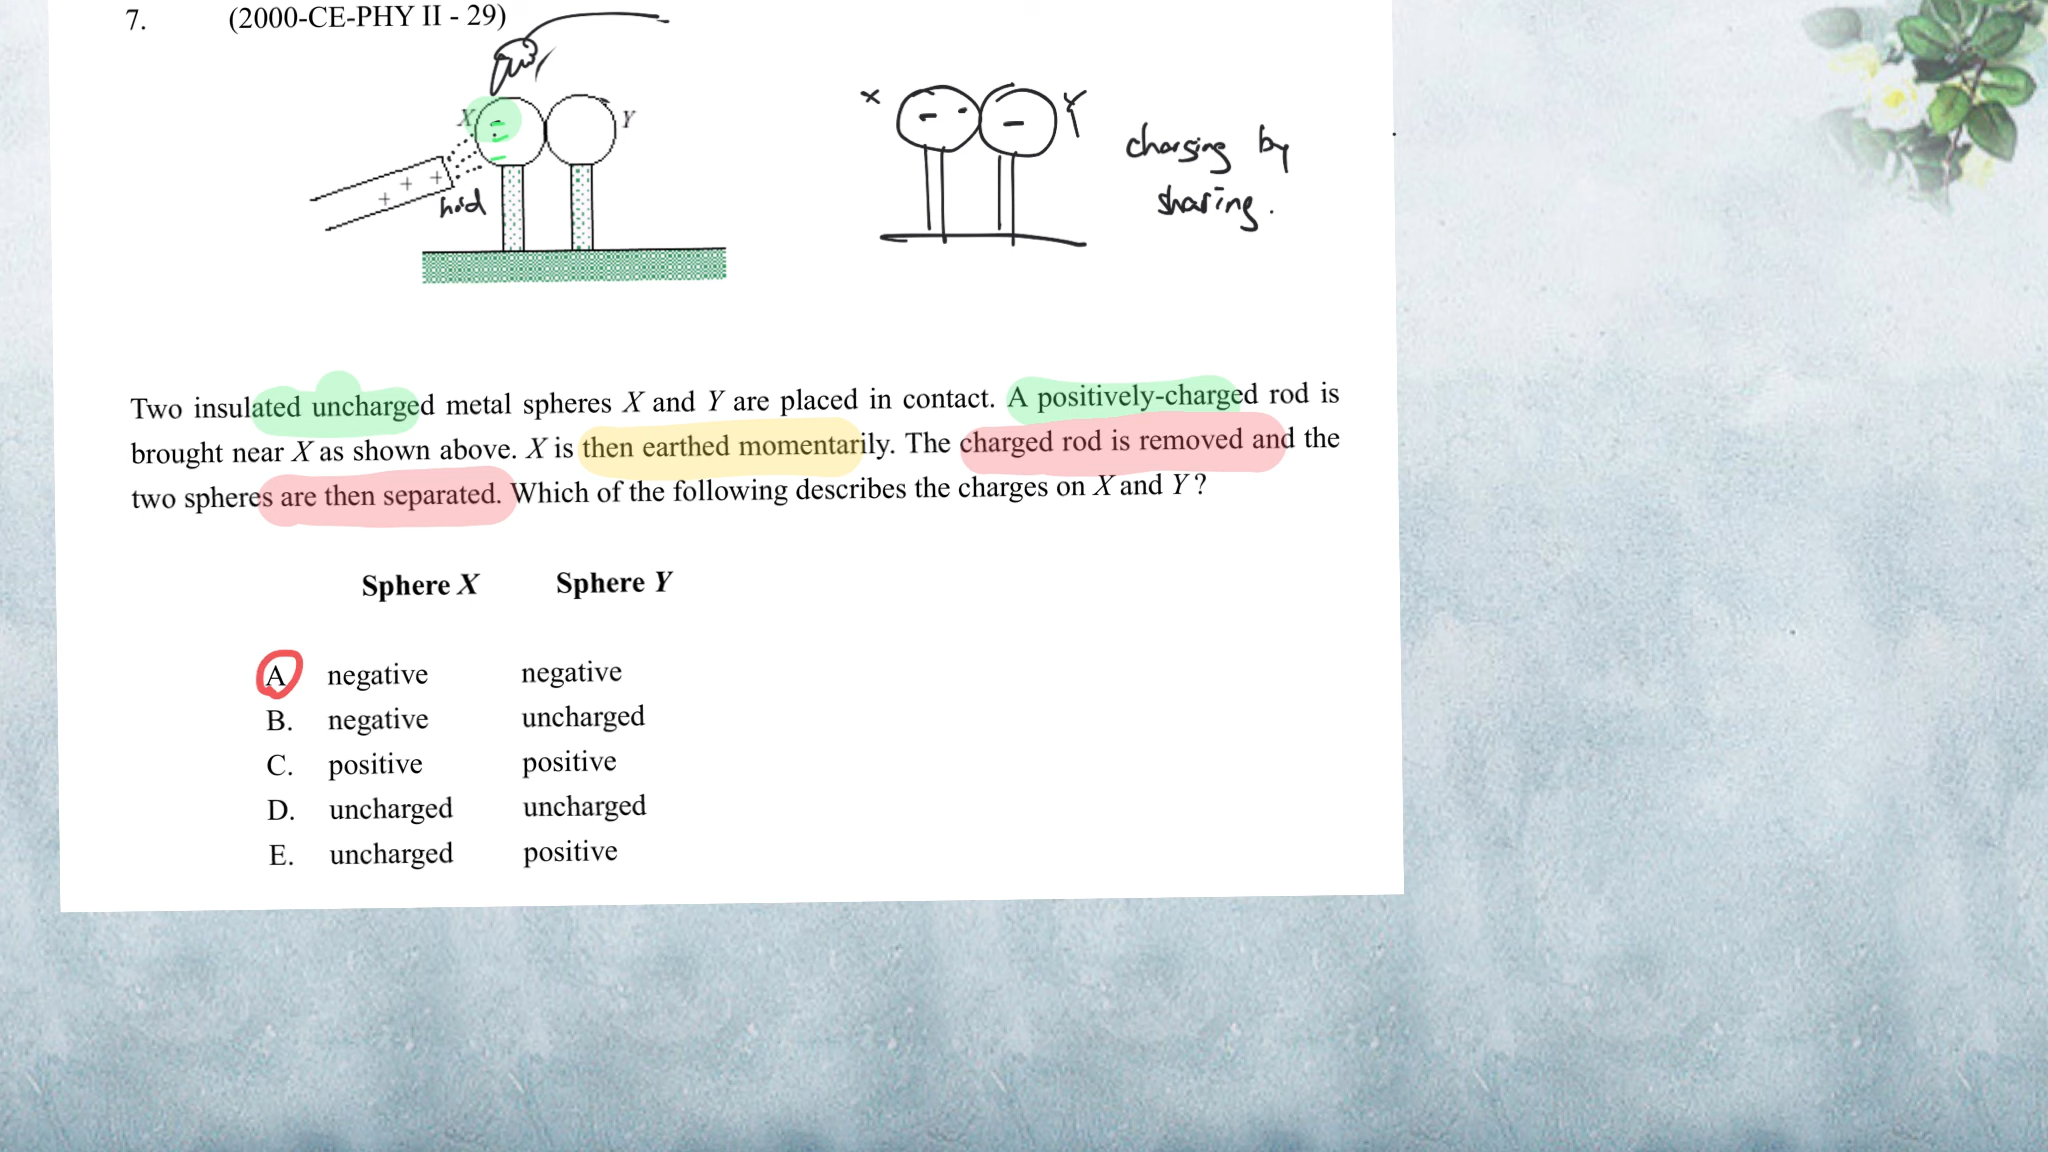 7. (2000-CE-PHY II - 29)
X Y
+ + +
hold
x Y
charging by
sharing.
Two insulated uncharged metal spheres X and Y are placed in contact. A positively-charged rod is
brought near X as shown above. X is then earthed momentarily. The charged rod is removed and the
two spheres are then separated. Which of the following describes the charges on X and Y?
Sphere X Sphere Y
A negative negative
B. negative uncharged
C. positive positive
D. uncharged uncharged
E. uncharged positive